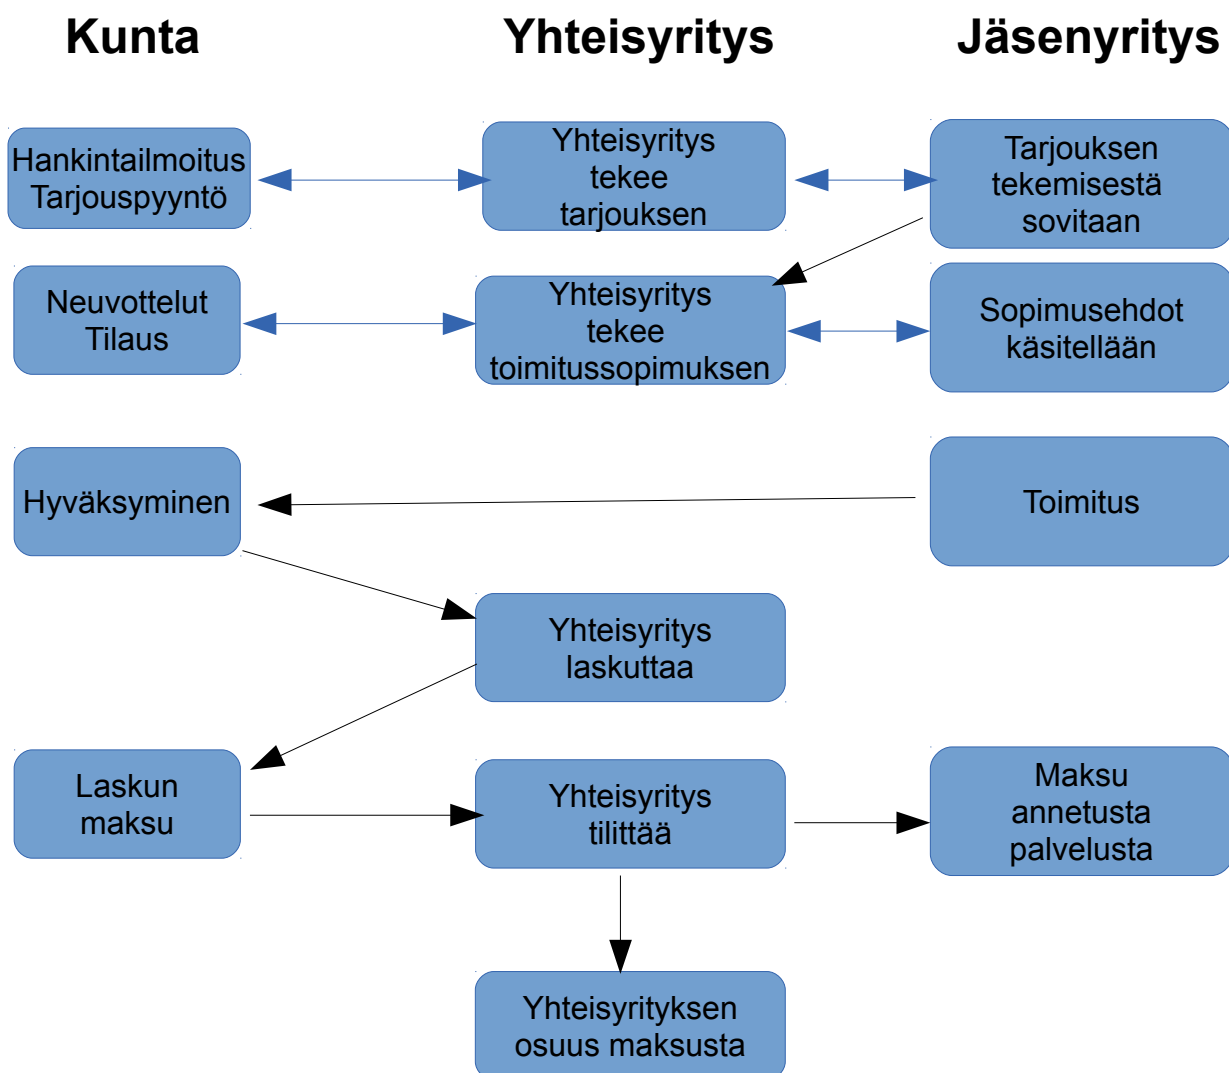 Kunta
Yhteisyritys
Jäsenyritys
Hankintailmoitus
Tarjouspyyntö
Yhteisyritys
tekee
tarjouksen
Tarjouksen
tekemisestä
sovitaan
Neuvottelut
Tilaus
Yhteisyritys
tekee
toimitussopimuksen
Sopimusehdot
käsitellään
Hyväksyminen
Toimitus
Yhteisyritys
laskuttaa
Laskun
maksu
Yhteisyritys
tilittää
Maksu
annetusta
palvelusta
Yhteisyrityksen
osuus maksusta